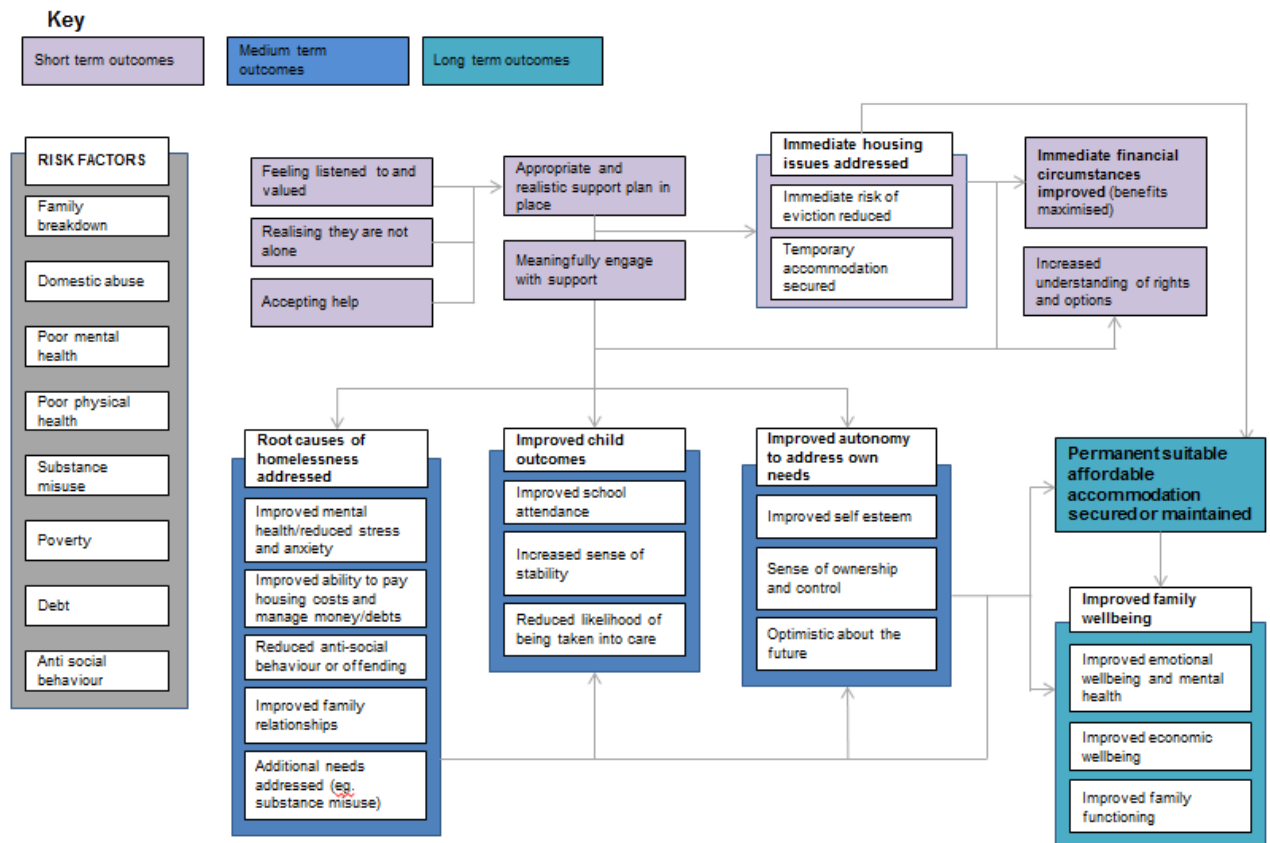 Key
Short term outcomes
Medium term
outcomes
Long term outcomes
RISK FACTORS
Family
breakdown
Domestic abuse
Poor mental
health
Poor physical
health
Substance
misuse
Poverty
Debt
Anti social
behaviour
Feeling listened to and
valued
Realising they are not
alone
Accepting help
Appropriate and
realistic support plan in
place
Meaningfully engage
with support
Immediate housing
issues addressed
Immediate risk of
eviction reduced
Temporary
accommodation
secured
Immediate financial
circumstances
improved (benefits
maximised)
Increased
understanding of rights
and options
Root causes of
homelessness
addressed
Improved mental
health/reduced stress
and anxiety
Improved ability to pay
housing costs and
manage money/debts
Reduced anti-social
behaviour or offending
Improved family
relationships
Additional needs
addressed (eg.
substance misuse)
Improved child
outcomes
Improved school
attendance
Increased sense of
stability
Reduced likelihood of
being taken into care
Improved autonomy
to address own
needs
Improved self esteem
Sense of ownership
and control
Optimistic about the
future
Permanent suitable
affordable
accommodation
secured or maintained
Improved family
wellbeing
Improved emotional
wellbeing and mental
health
Improved economic
wellbeing
Improved family
functioning